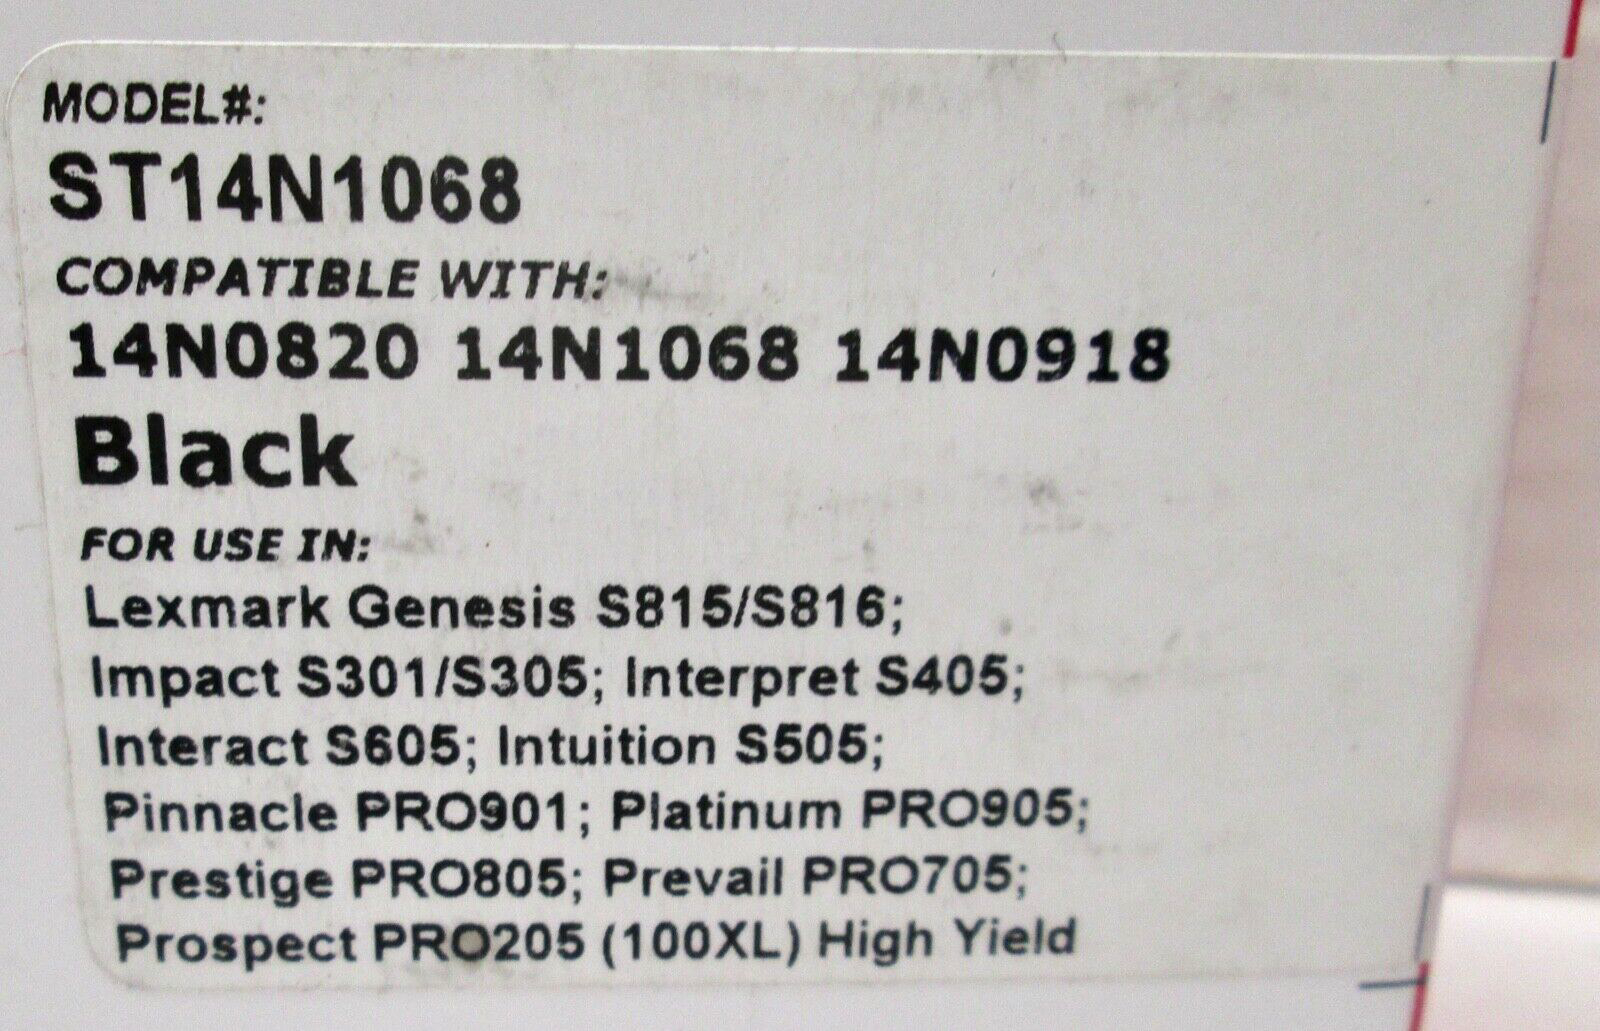 MODEL#:
ST14N1068
COMPATIBLE WITH:
14N0820 14N1068 14N0918
Black
FOR USE IN:
Lexmark Genesis S815/S816;
Impact S301/S305; Interpret S405;
Interact S605; Intuition S505;
Pinnacle PRO901; Platinum PRO905;
Prestige PRO805; Prevail PRO705;
Prospect PRO205 (100XL) High Yield